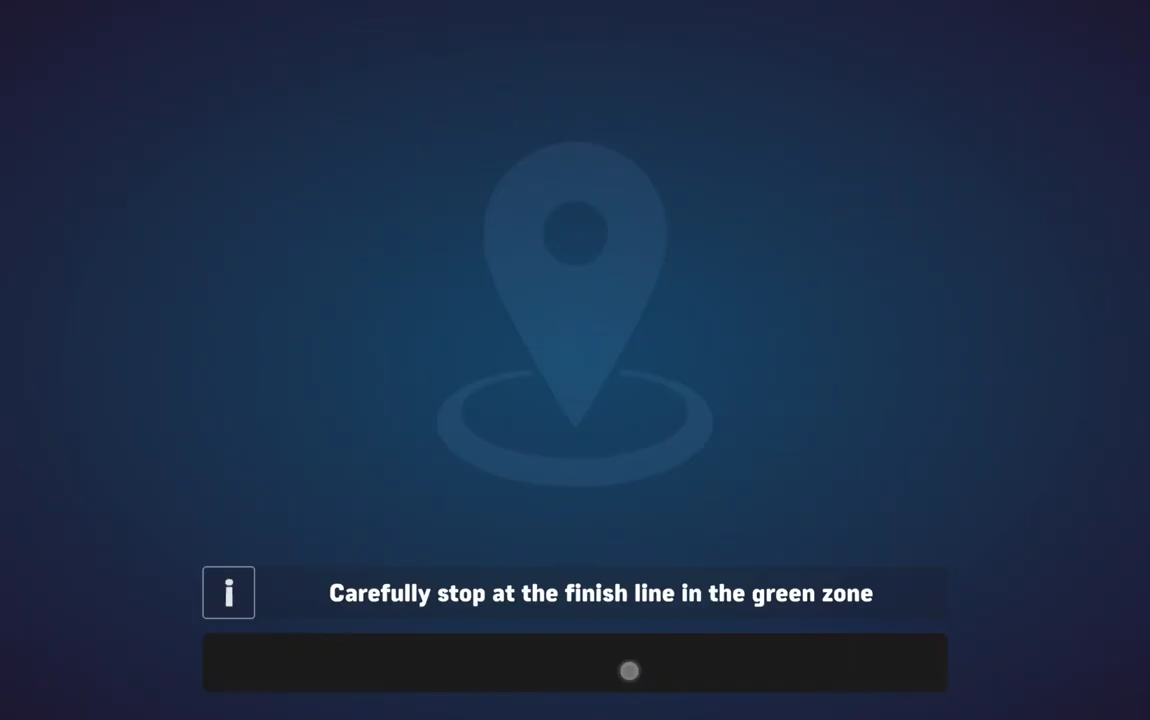 i
Carefully stop at the finish line in the green zone